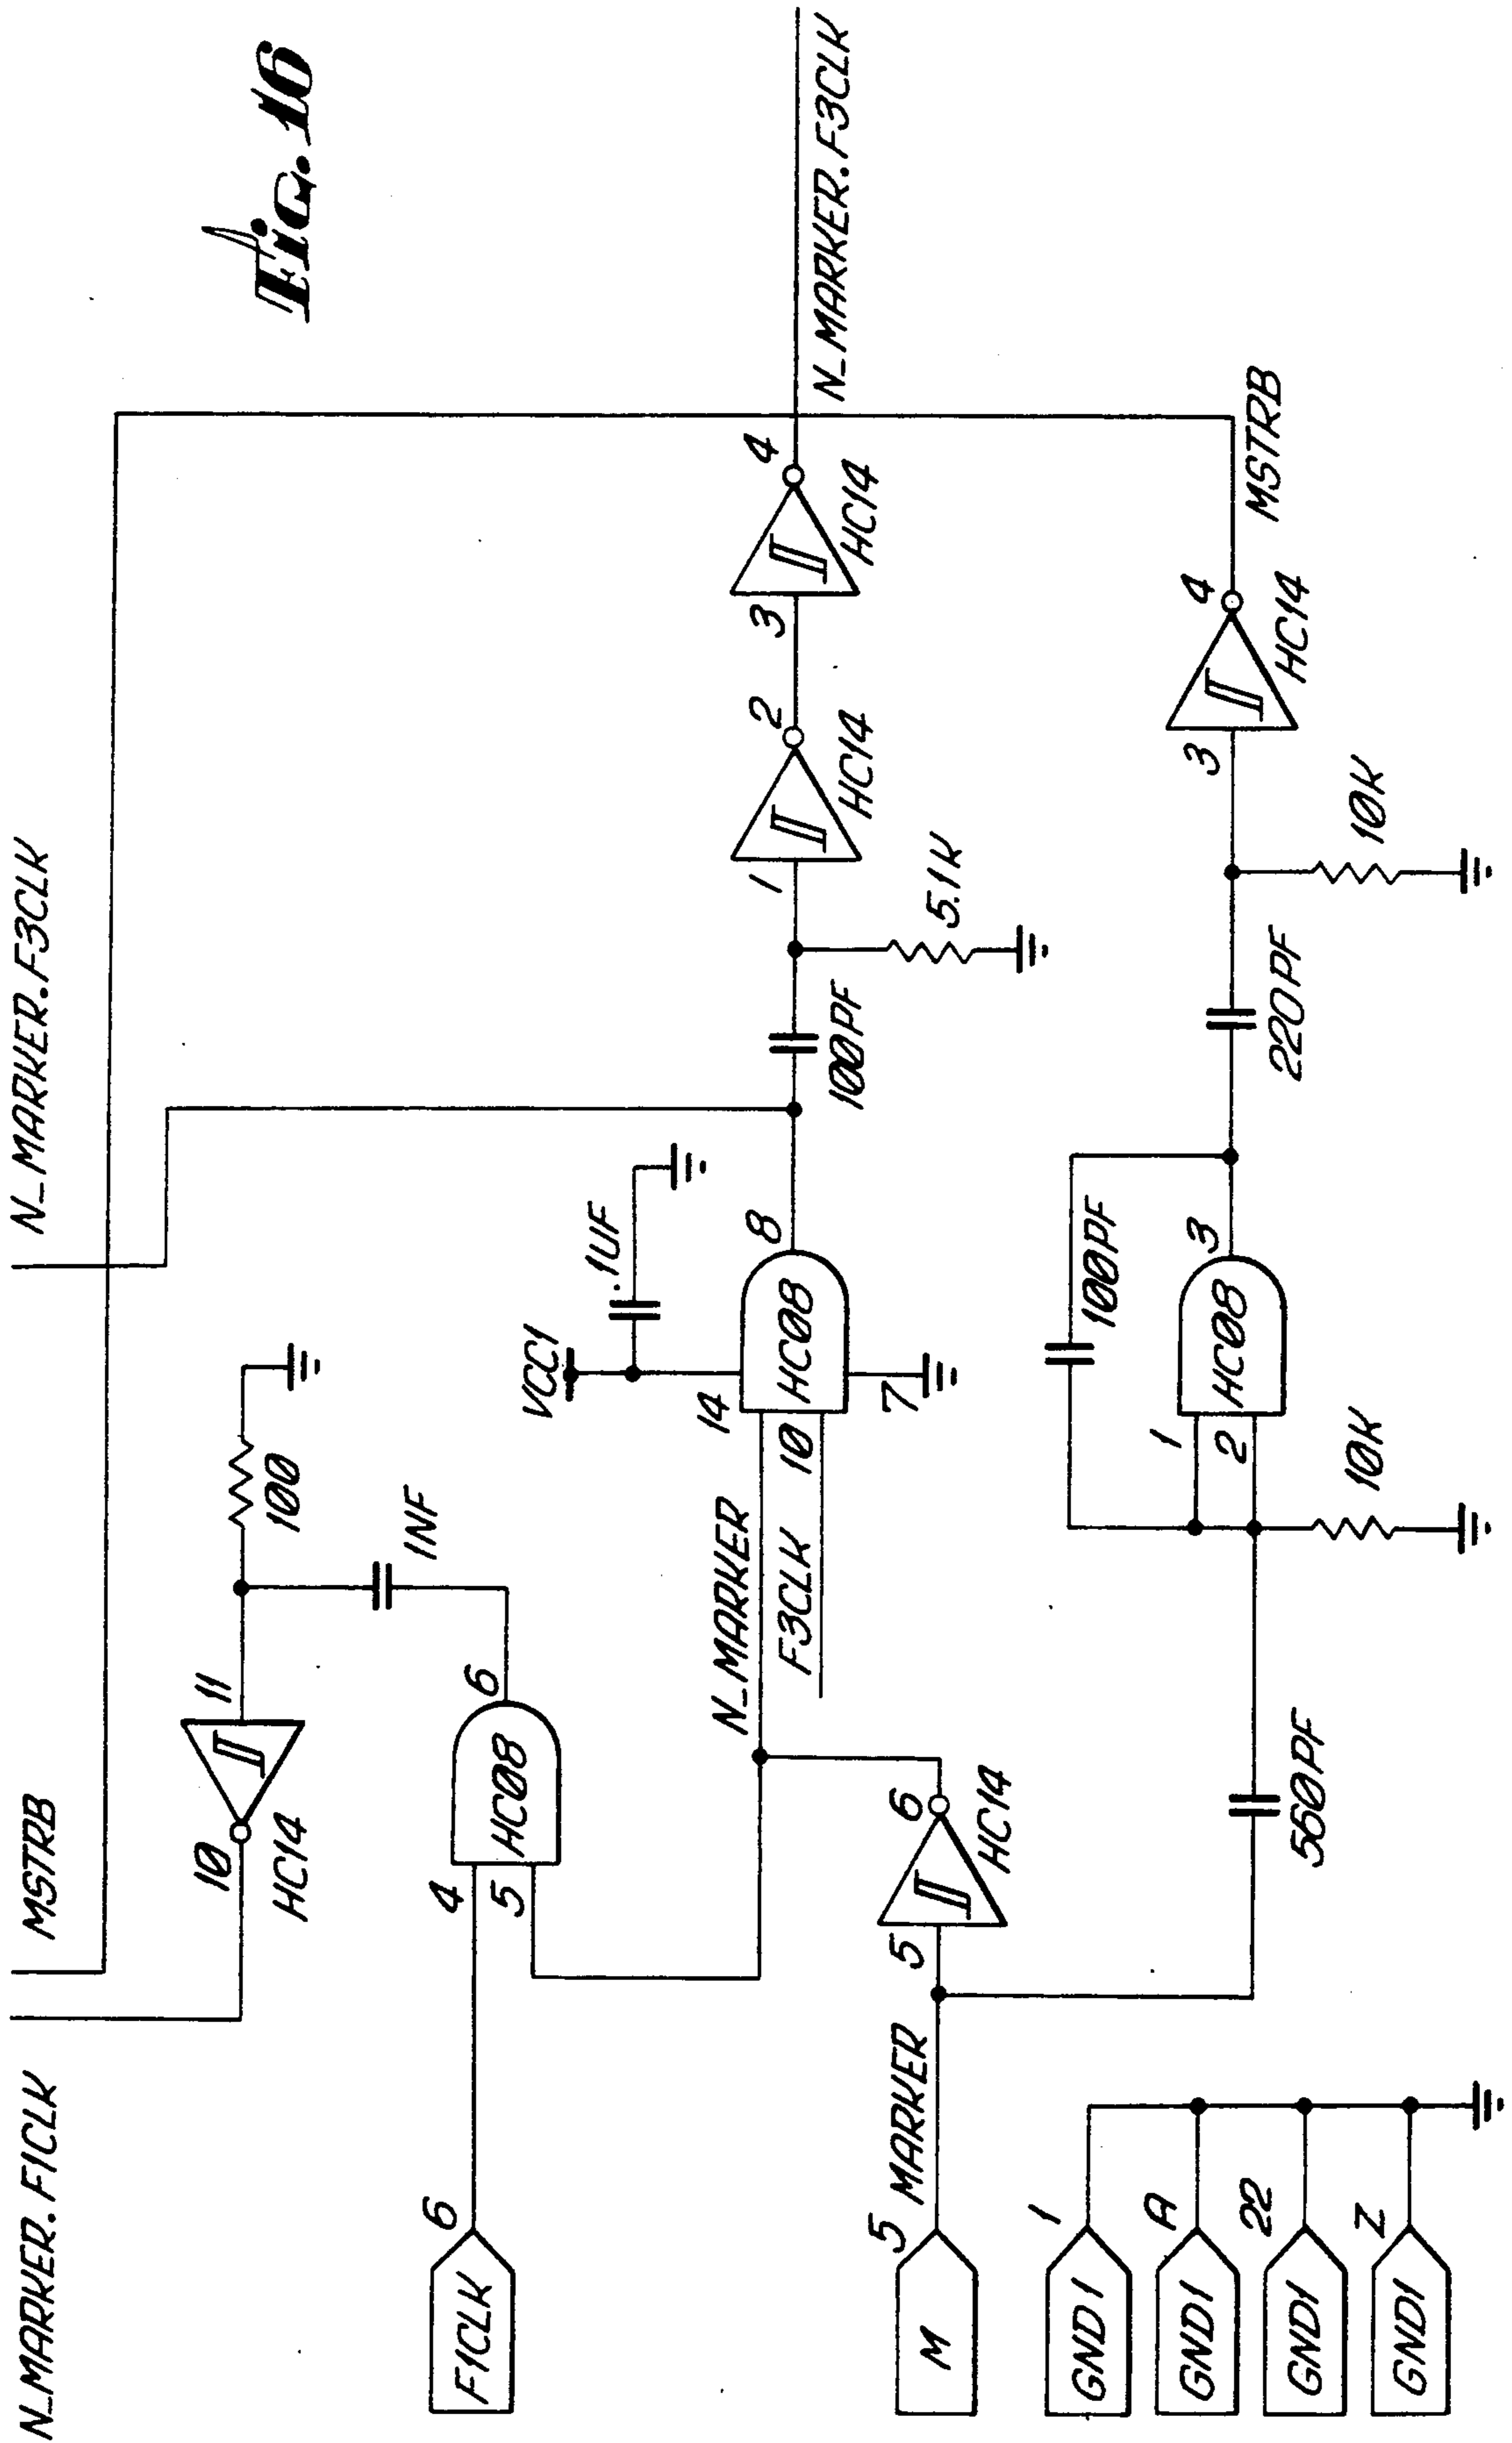 Fig. 16
N_MARKER.F1CLK
MSTRB
N_MARKER.F3CLK
10
11
HC14
100
1NF
F1CLK
6
4
5
HC08
6
VCC1
.1UF
N_MARKER
F3CLK
14
10
HC08
7
8
100PF
5.1K
1
2
HC14
3
4
HC14
N_MARKER.F3CLK
M
5
MARKER
5
6
HC14
560PF
10K
1
2
HC08
3
100PF
220PF
10K
3
4
HC14
MSTRB
GND1
1
GND1
A
GND1
22
GND1
Z